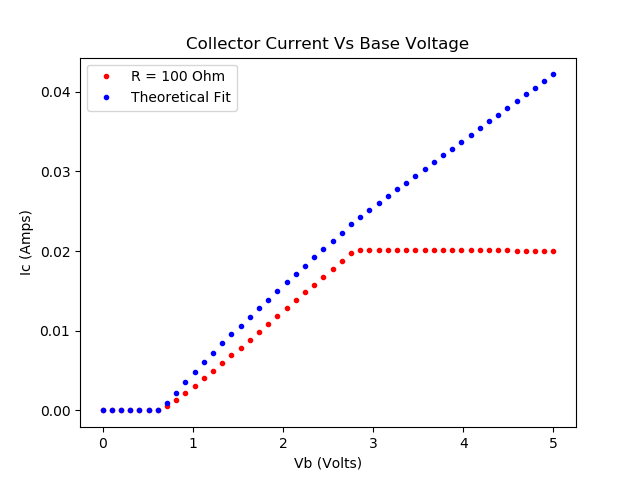 Collector Current Vs Base Voltage
R = 100 Ohm
Theoretical Fit
0.04
0.03
0.02
0.01
0.00
Ic (Amps)
0 1 2 3 4 5
Vb (Volts)